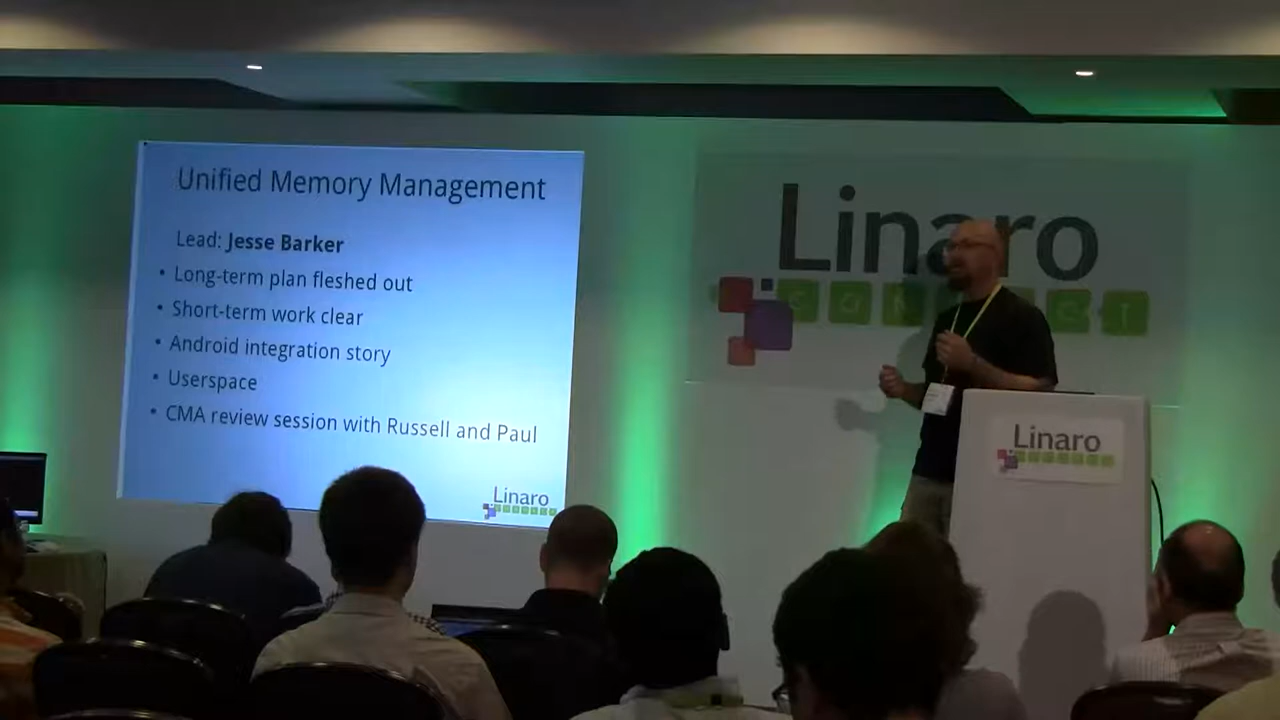 Unified Memory Management
Lead: Jesse Barker
• Long-term plan fleshed out
• Short-term work clear
• Android integration story
• Userspace
• CMA review session with Russell and Paul
Linaro
Linaro
Linaro